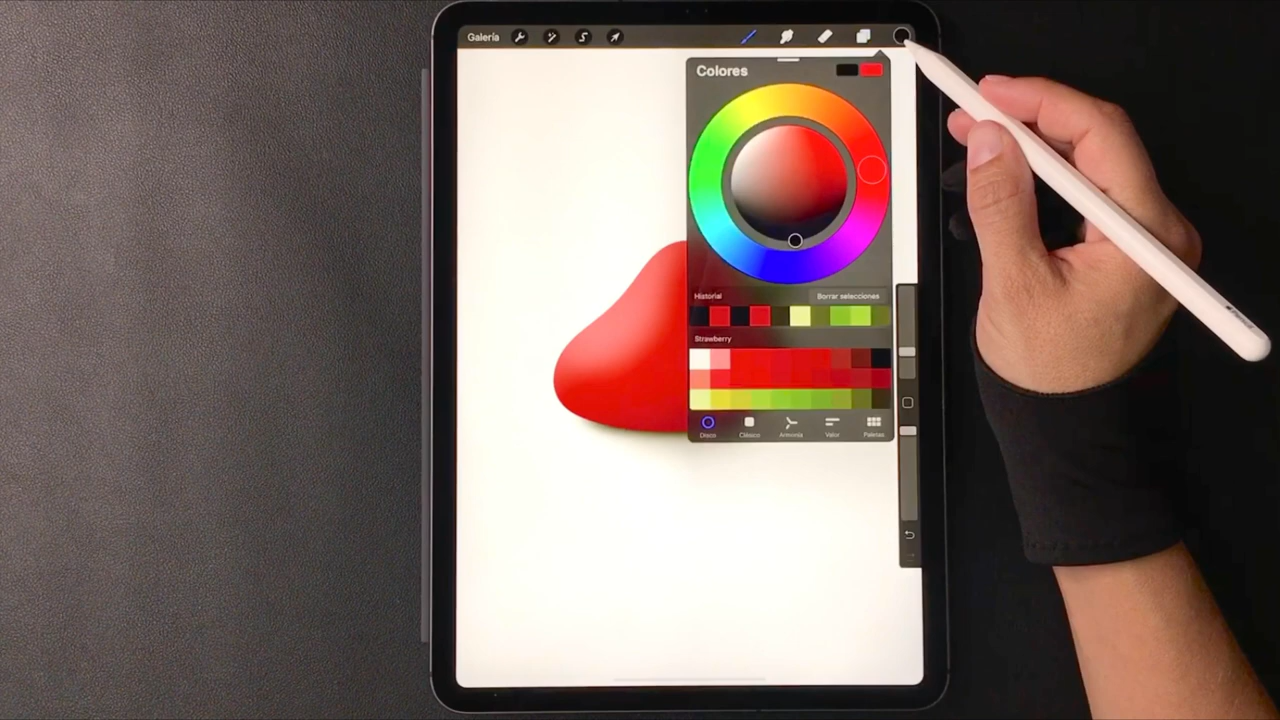 Galería
Colores
Historial Borrar selecciones
Strawberry
Disco Clásico Armonía Valor Paletas